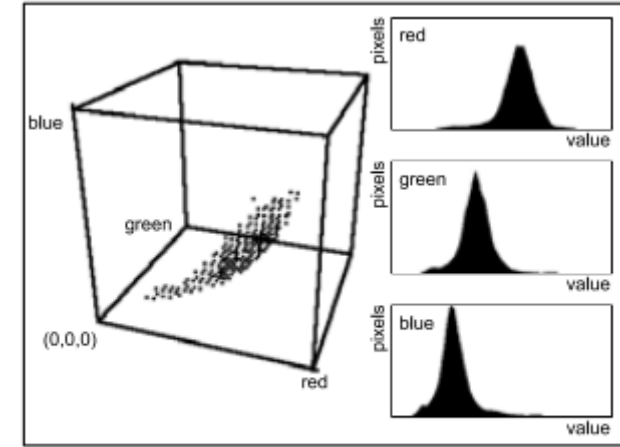 blue
green
(0,0,0)
red
pixels
red
value
pixels
green
value
pixels
blue
value